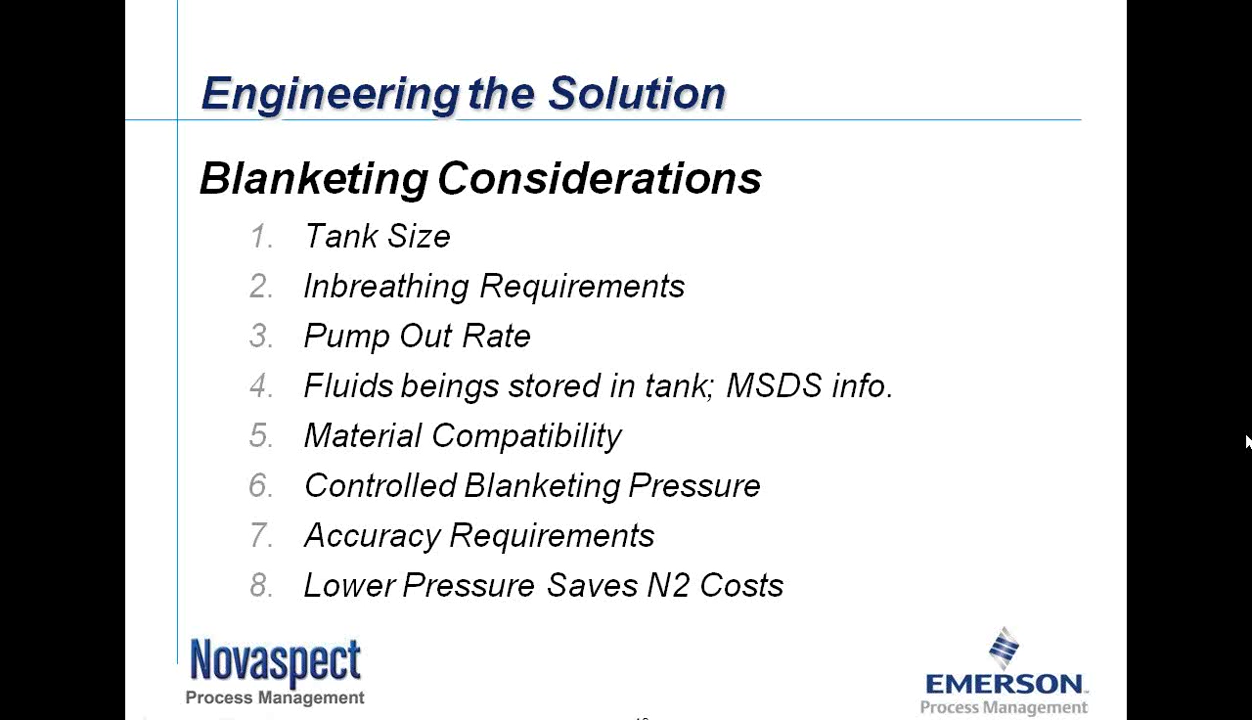 Engineering the Solution
Blanketing Considerations
1. Tank Size
2. Inbreathing Requirements
3. Pump Out Rate
4. Fluids beings stored in tank; MSDS info.
5. Material Compatibility
6. Controlled Blanketing Pressure
7. Accuracy Requirements
8. Lower Pressure Saves N2 Costs
Novaspect
Process Management
EMERSON
Process Management